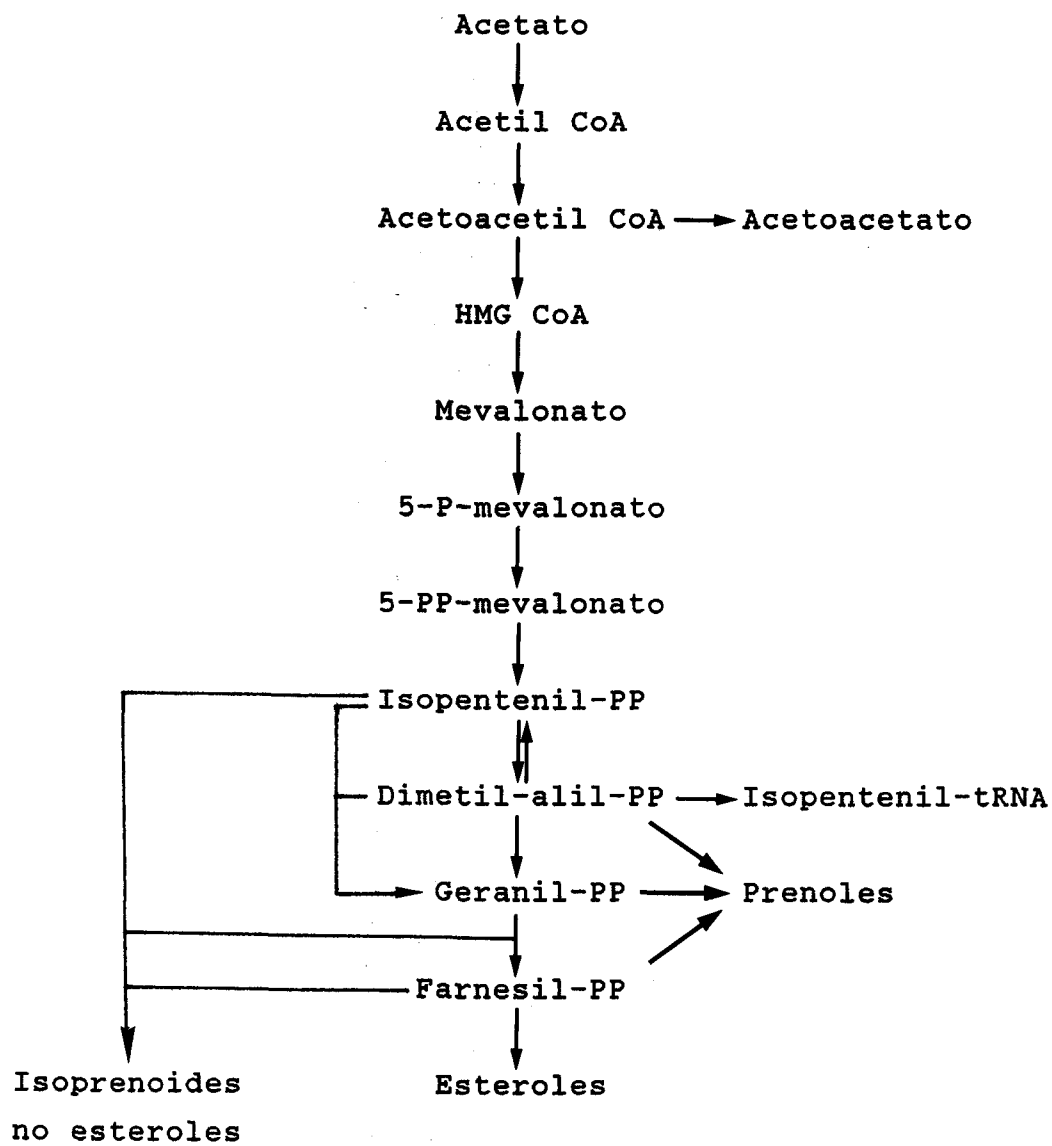 Acetato
Acetil CoA
Acetoacetil CoA
Acetoacetato
HMG CoA
Mevalonato
5-P-mevalonato
5-PP-mevalonato
Isopentenil-PP
Dimetil-alil-PP
Isopentenil-tRNA
Geranil-PP
Prenoles
Farnesil-PP
Isoprenoides
no esteroles
Esteroles